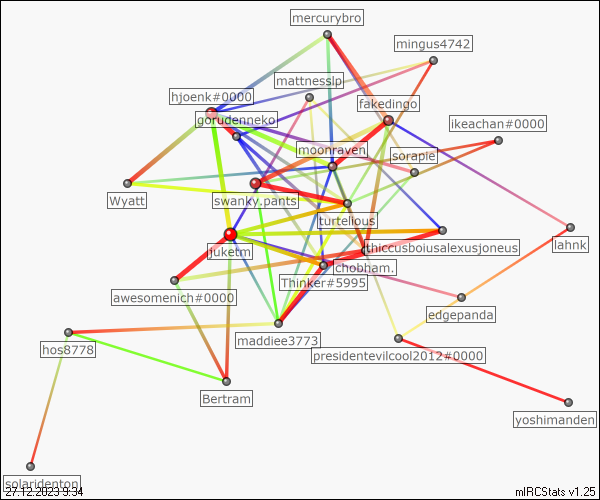 mercurybro
mingus4742
mattnesslp
hjoenk#0000
fakedingo
gorudenneko
ikeachan#0000
moonraven
sorapie
Wyatt
swanky.pants
turtelious
thiccusboiusalexusjoneus
lahnk
juketm
chobham.
Thinker#5995
awesomenich#0000
edgepanda
maddiee3773
hos8778
presidentevilcool2012#0000
Bertram
yoshimanden
solaridenton
27.12.2023 9:34
mIRCStats v1.25